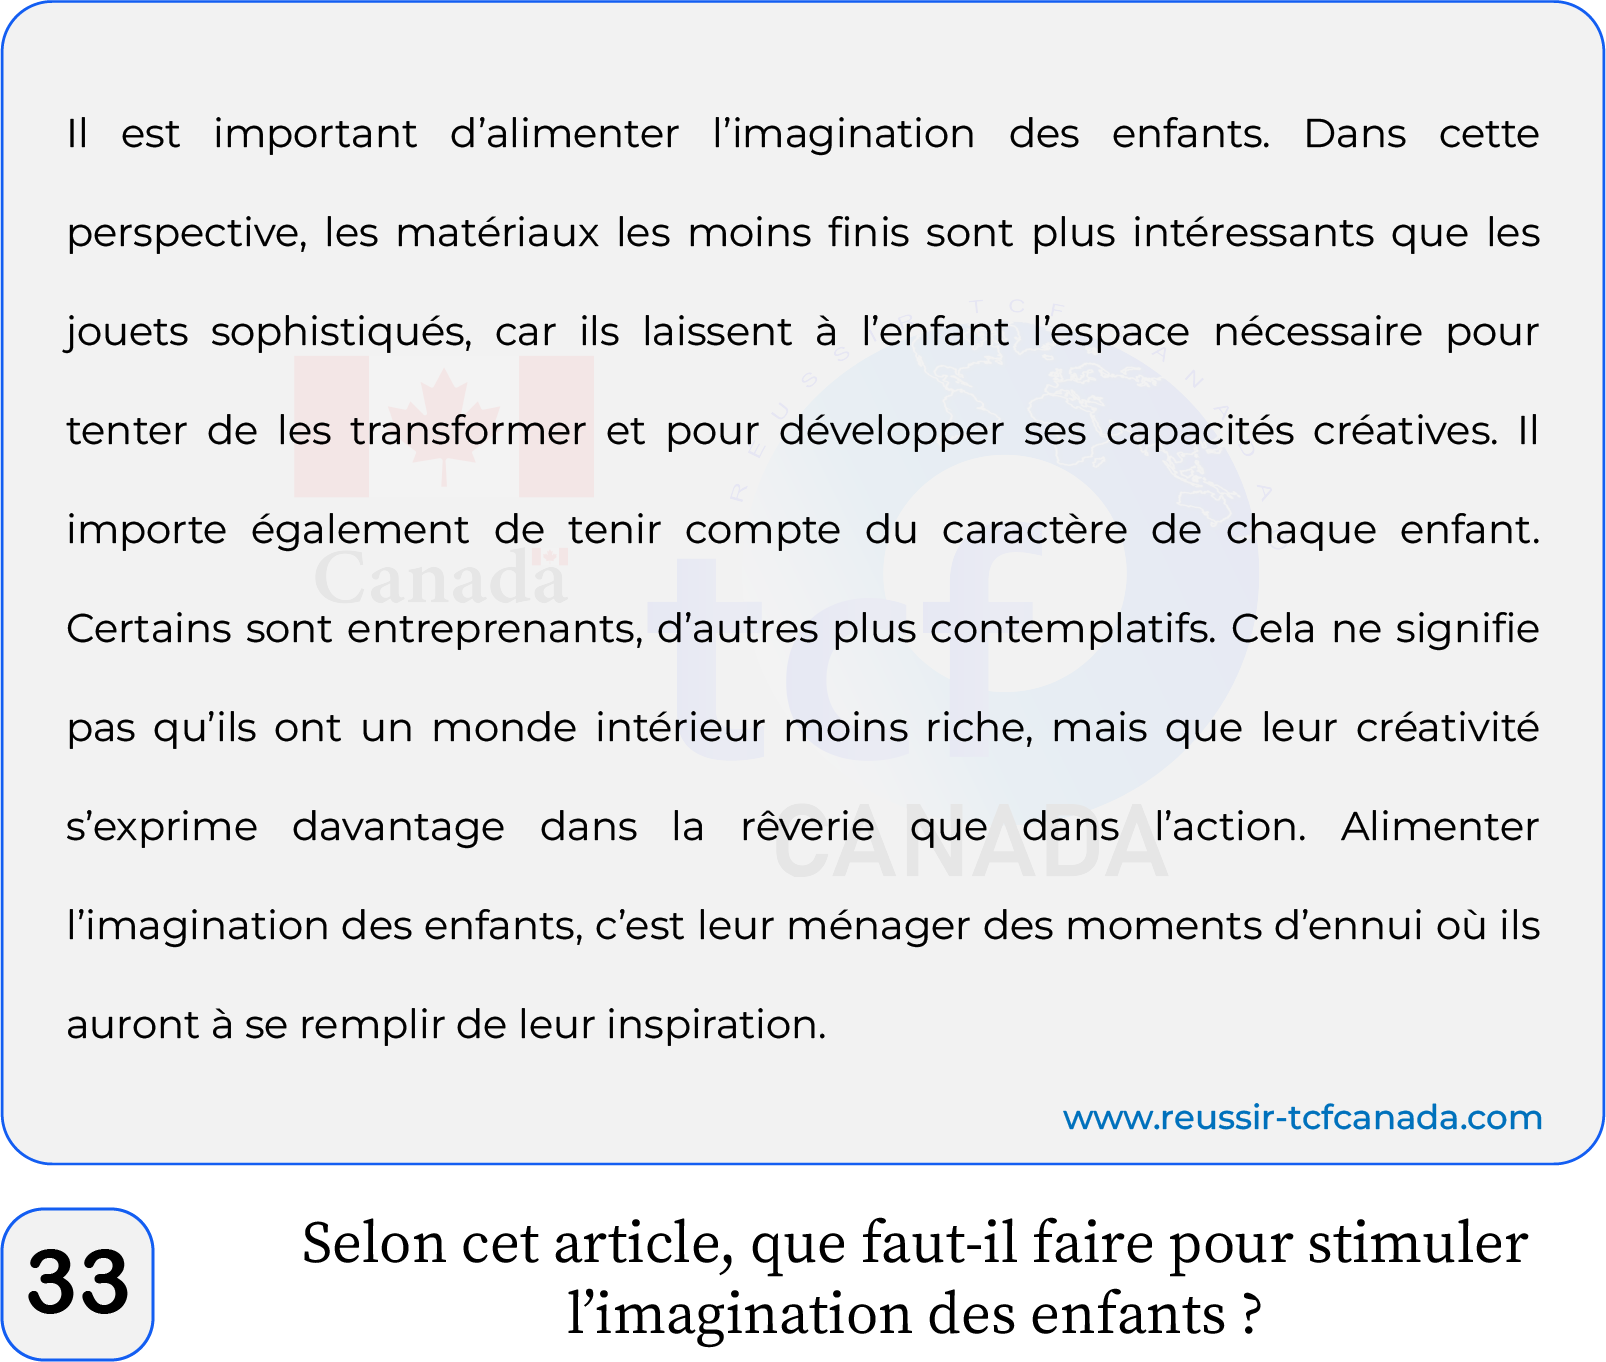 Il est important d’alimenter l’imagination des enfants. Dans cette
perspective, les matériaux les moins finis sont plus intéressants que les
jouets sophistiqués, car ils laissent à l’enfant l’espace nécessaire pour
tenter de les transformer et pour développer ses capacités créatives. Il
importe également de tenir compte du caractère de chaque enfant.
Certains sont entreprenants, d’autres plus contemplatifs. Cela ne signifie
pas qu’ils ont un monde intérieur moins riche, mais que leur créativité
s’exprime davantage dans la rêverie que dans l’action. Alimenter
l’imagination des enfants, c’est leur ménager des moments d’ennui où ils
auront à se remplir de leur inspiration.
REUSSIR TCF CANADA
Canada
tcf
CANADA
www.reussir-tcfcanada.com
33
Selon cet article, que faut-il faire pour stimuler
l’imagination des enfants ?